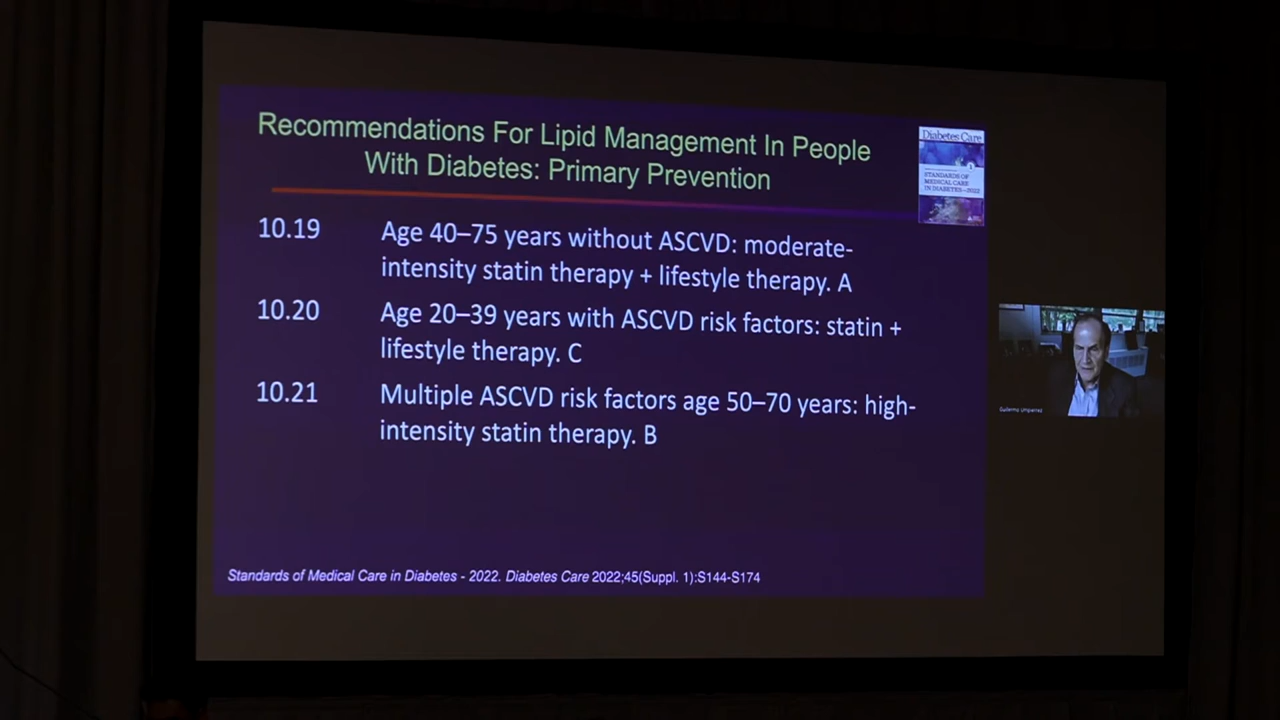 Recommendations For Lipid Management In People
With Diabetes: Primary Prevention
Diabetes Care
STANDARDS OF
MEDICAL CARE
IN DIABETES—2022
10.19
Age 40–75 years without ASCVD: moderate-
intensity statin therapy + lifestyle therapy. A
10.20
Age 20–39 years with ASCVD risk factors: statin +
lifestyle therapy. C
10.21
Multiple ASCVD risk factors age 50–70 years: high-
intensity statin therapy. B
Guillermo Umpierrez
Standards of Medical Care in Diabetes - 2022. Diabetes Care 2022;45(Suppl. 1):S144-S174